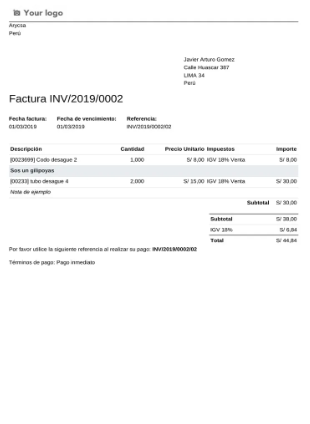 Your logo
Arycsa
Perú
Javier Arturo Gomez
Calle Huascar 367
LIMA 34
Perú
Factura INV/2019/0002
Fecha factura: Fecha de vencimiento: Referencia:
01/03/2019 01/03/2019 INV/2019/0002/02
Descripción Cantidad Precio Unitario Impuestos Importe
[0023699] Codo desague 2 1,000 S/ 8,00 IGV 18% Venta S/ 8,00
Sos un gilipoyas
[00233] tubo desague 4 2,000 S/ 15,00 IGV 18% Venta S/ 30,00
Nota de ejemplo
Subtotal S/ 30,00
Subtotal S/ 38,00
IGV 18% S/ 6,84
Total S/ 44,84
Por favor utilice la siguiente referencia al realizar su pago: INV/2019/0002/02
Términos de pago: Pago inmediato